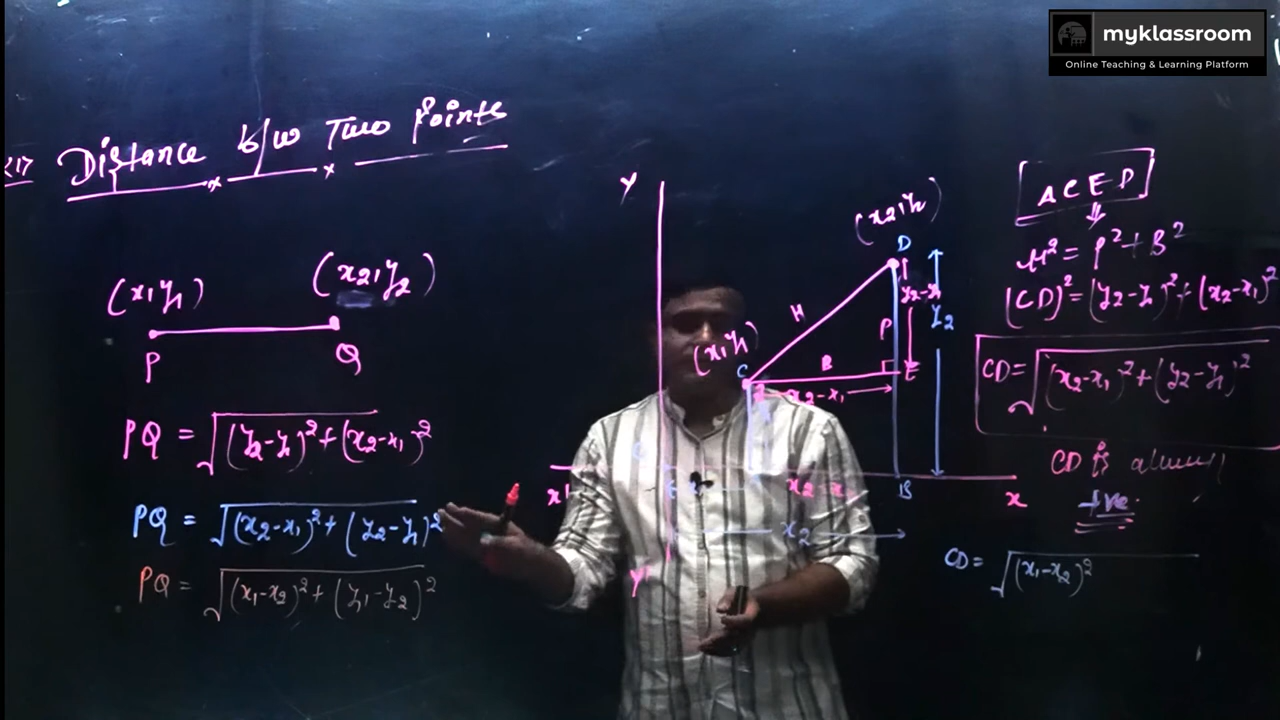 myklassroom
Online Teaching & Learning Platform
Distance b/w Two Points
(x₁,y₁)
(x₂,y₂)
P
Q
PQ = √(y₂-y₁)²+(x₂-x₁)²
PQ = √(x₂-x₁)²+(y₂-y₁)²
PQ = √(x₁-x₂)²+(y₁-y₂)²
Y
(x₂,y₂)
D
y₂-y₁
y₂
H
P
(x₁,y₁)
C
B
E
x₂-x₁
x'
B
x
x₂
Y'
ΔCED
⇓
H² = P²+B²
(CD)² = (y₂-y₁)²+(x₂-x₁)²
CD = √(x₂-x₁)²+(y₂-y₁)²
CD is always
+ve
CD = √(x₁-x₂)²